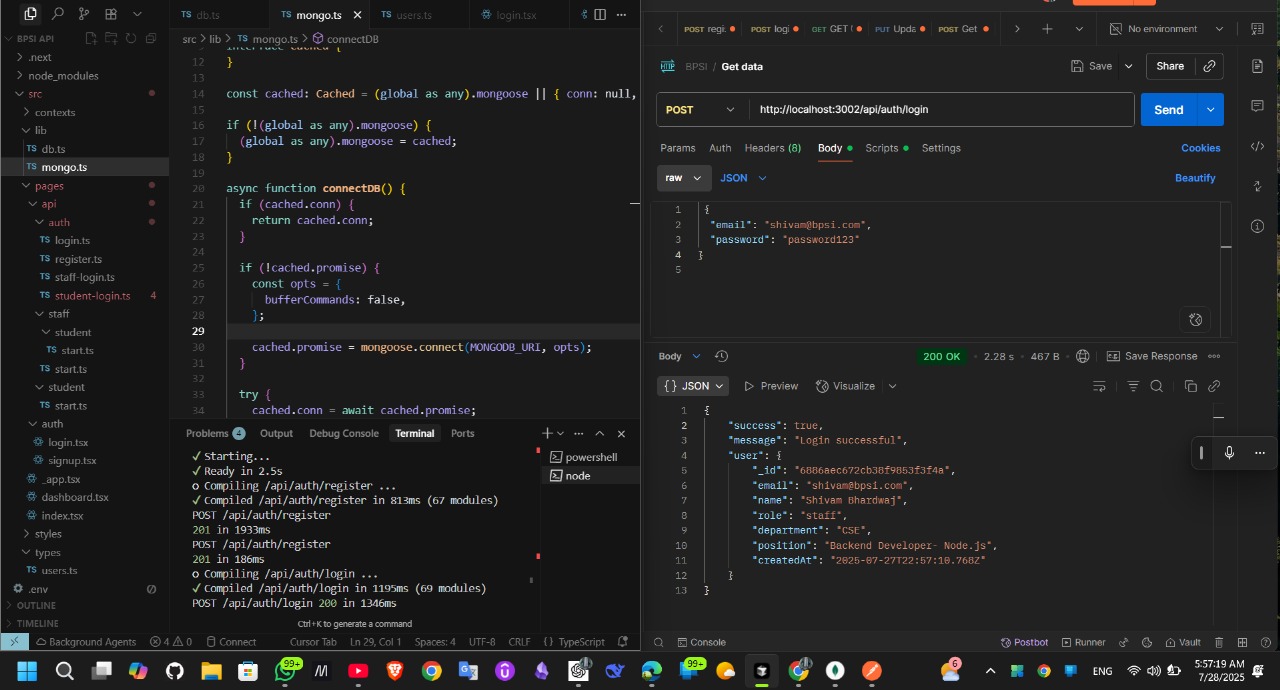 db.ts
mongo.ts
users.ts
login.tsx
BPSI API
src > lib > TS mongo.ts > connectDB
.next
node_modules
src
contexts
lib
TS db.ts
TS mongo.ts
pages
api
auth
TS login.ts
TS register.ts
TS staff-login.ts
TS student-login.ts 4
staff
student
TS start.ts
TS start.ts
student
TS start.ts
auth
login.tsx
signup.tsx
_app.tsx
dashboard.tsx
index.tsx
styles
types
TS users.ts
.env
OUTLINE
TIMELINE
interface Cached {
12 }
13
14 const cached: Cached = (global as any).mongoose || { conn: null,
15
16 if (!(global as any).mongoose) {
17 (global as any).mongoose = cached;
18 }
19
20 async function connectDB() {
21 if (cached.conn) {
22 return cached.conn;
23 }
24
25 if (!cached.promise) {
26 const opts = {
27 bufferCommands: false,
28 };
29
30 cached.promise = mongoose.connect(MONGODB_URI, opts);
31 }
32
33 try {
34 cached.conn = await cached.promise;
Problems 4 Output Debug Console Terminal Ports
✓ Starting...
✓ Ready in 2.5s
○ Compiling /api/auth/register ...
✓ Compiled /api/auth/register in 813ms (67 modules)
POST /api/auth/register
201 in 1933ms
POST /api/auth/register
201 in 186ms
○ Compiling /api/auth/login ...
✓ Compiled /api/auth/login in 1195ms (69 modules)
POST /api/auth/login 200 in 1346ms
Ctrl+K to generate a command
powershell
node
Background Agents 4 0 Connect Cursor Tab Ln 29, Col 1 Spaces: 4 UTF-8 CRLF {} TypeScript
POST regi: POST logi GET GET ( PUT Upda POST Get No environment
HTTP BPSI / Get data Save Share
POST http://localhost:3002/api/auth/login Send
Params Auth Headers (8) Body Scripts Settings Cookies
raw JSON Beautify
1 {
2 "email": "shivam@bpsi.com",
3 "password": "password123"
4 }
5
Body 200 OK 2.28 s 467 B Save Response
{} JSON Preview Visualize
1 {
2 "success": true,
3 "message": "Login successful",
4 "user": {
5 "_id": "6886aec672cb38f9853f3f4a",
6 "email": "shivam@bpsi.com",
7 "name": "Shivam Bhardwaj",
8 "role": "staff",
9 "department": "CSE",
10 "position": "Backend Developer- Node.js",
11 "createdAt": "2025-07-27T22:57:10.768Z"
12 }
13 }
Console Postbot Runner Vault
99+
99+
6
ENG
5:57:19 AM
7/28/2025